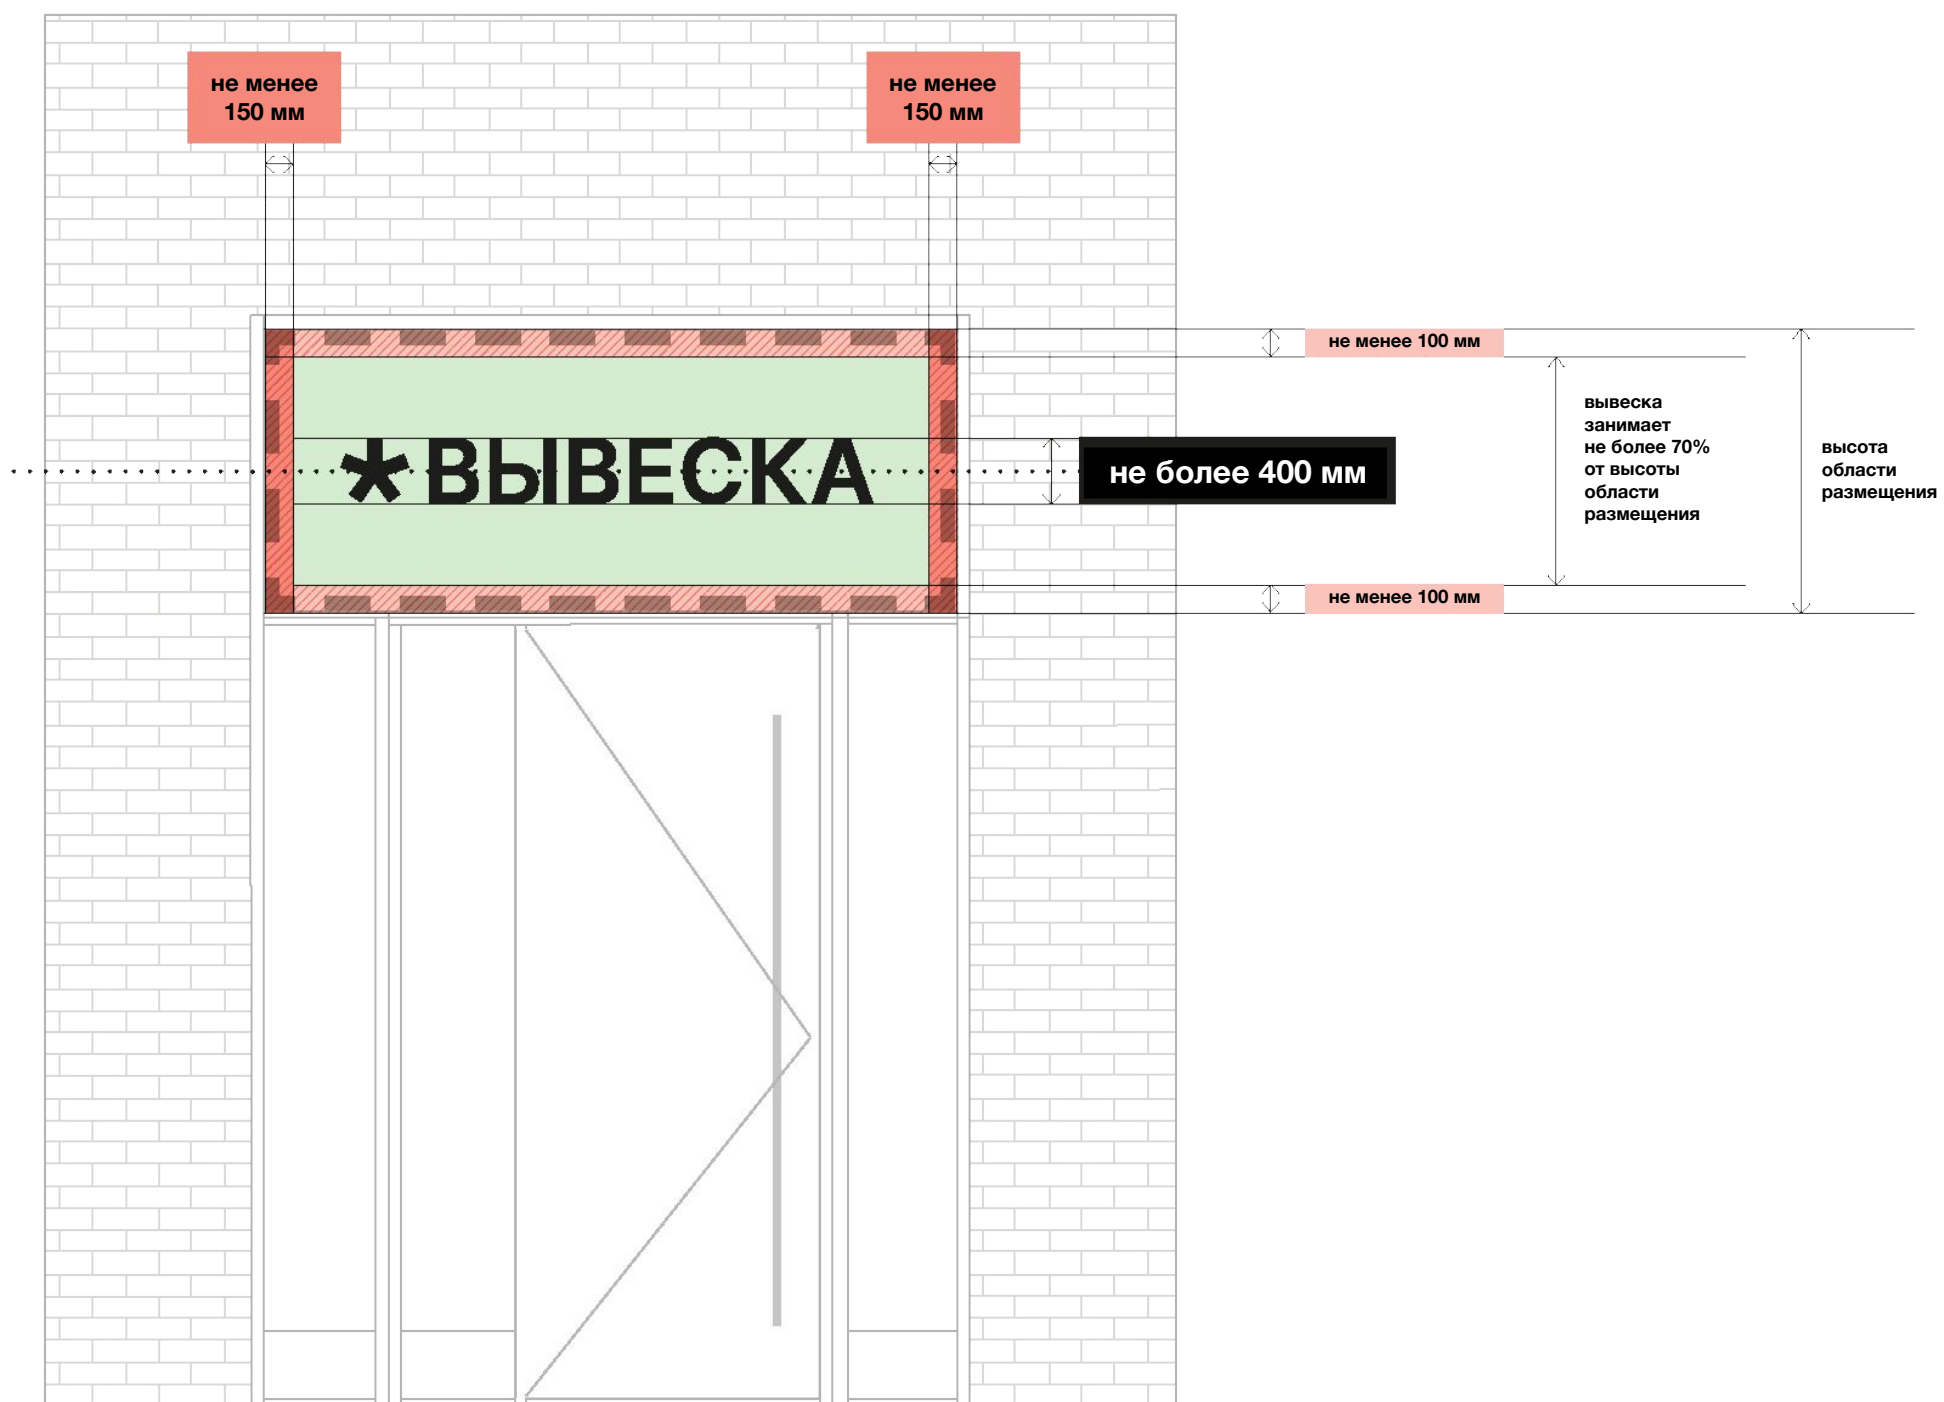 не менее
150 мм
не менее
150 мм
не менее 100 мм
вывеска
занимает
не более 70%
от высоты
области
размещения
высота
области
размещения
*ВЫВЕСКА
не более 400 мм
не менее 100 мм